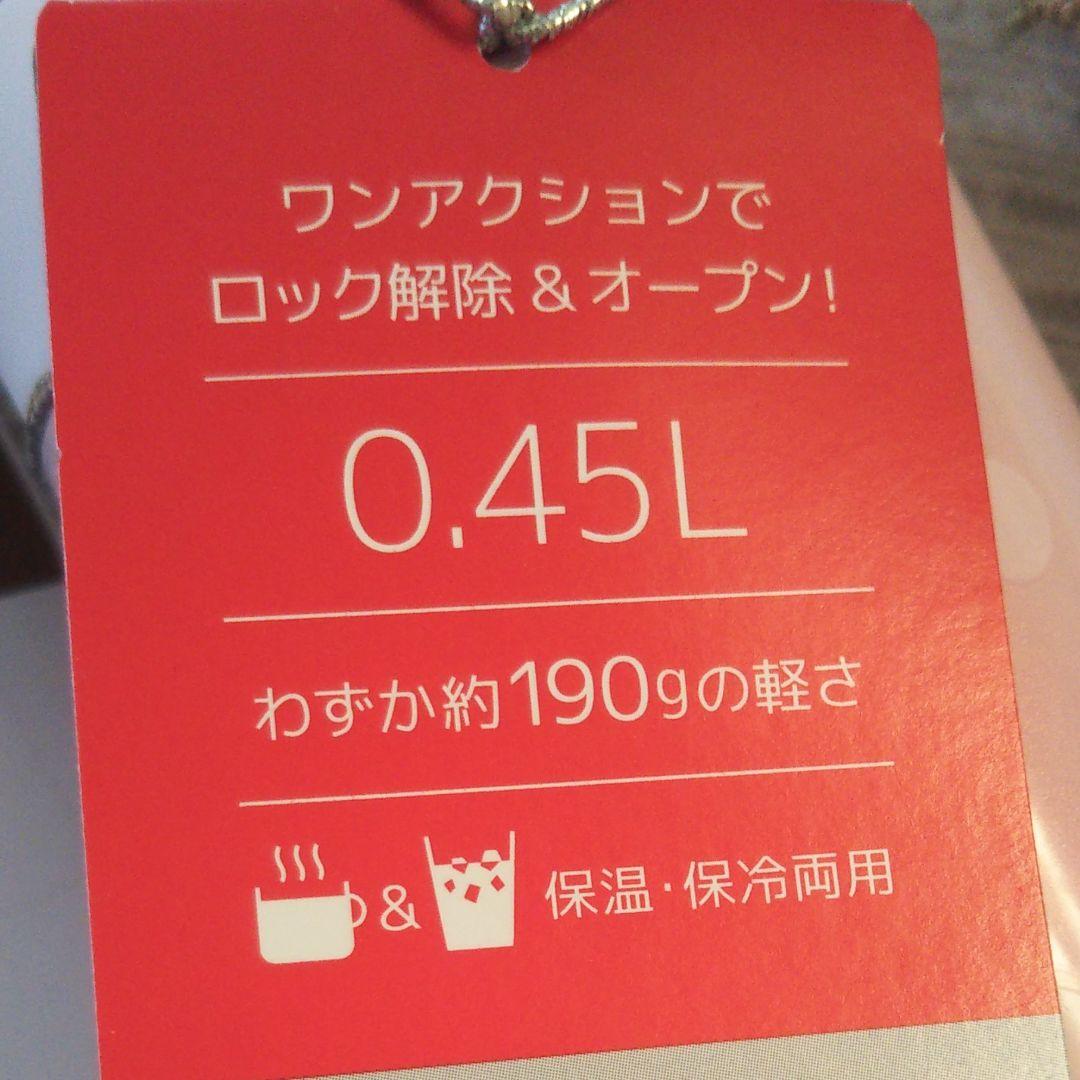 ワンアクションで
ロック解除&オープン!
0.45L
わずか約190gの軽さ
& 保温・保冷両用